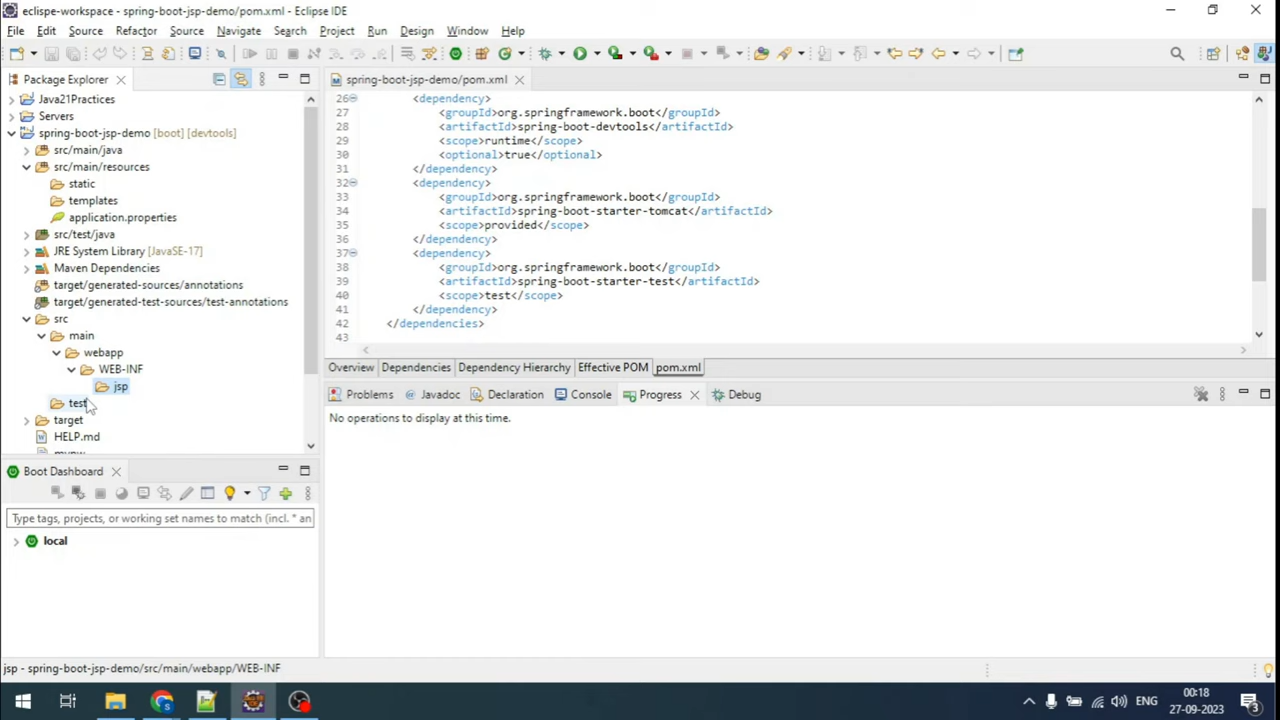 eclispe-workspace - spring-boot-jsp-demo/pom.xml - Eclipse IDE
File Edit Source Refactor Source Navigate Search Project Run Design Window Help
Package Explorer
Java21Practices
Servers
spring-boot-jsp-demo [boot] [devtools]
src/main/java
src/main/resources
static
templates
application.properties
src/test/java
JRE System Library [JavaSE-17]
Maven Dependencies
target/generated-sources/annotations
target/generated-test-sources/test-annotations
src
main
webapp
WEB-INF
jsp
test
target
HELP.md
Boot Dashboard
Type tags, projects, or working set names to match (incl. * an
local
spring-boot-jsp-demo/pom.xml
26 <dependency>
27 <groupId>org.springframework.boot</groupId>
28 <artifactId>spring-boot-devtools</artifactId>
29 <scope>runtime</scope>
30 <optional>true</optional>
31 </dependency>
32 <dependency>
33 <groupId>org.springframework.boot</groupId>
34 <artifactId>spring-boot-starter-tomcat</artifactId>
35 <scope>provided</scope>
36 </dependency>
37 <dependency>
38 <groupId>org.springframework.boot</groupId>
39 <artifactId>spring-boot-starter-test</artifactId>
40 <scope>test</scope>
41 </dependency>
42 </dependencies>
43
Overview Dependencies Dependency Hierarchy Effective POM pom.xml
Problems Javadoc Declaration Console Progress Debug
No operations to display at this time.
jsp - spring-boot-jsp-demo/src/main/webapp/WEB-INF
ENG
00:18
27-09-2023
3